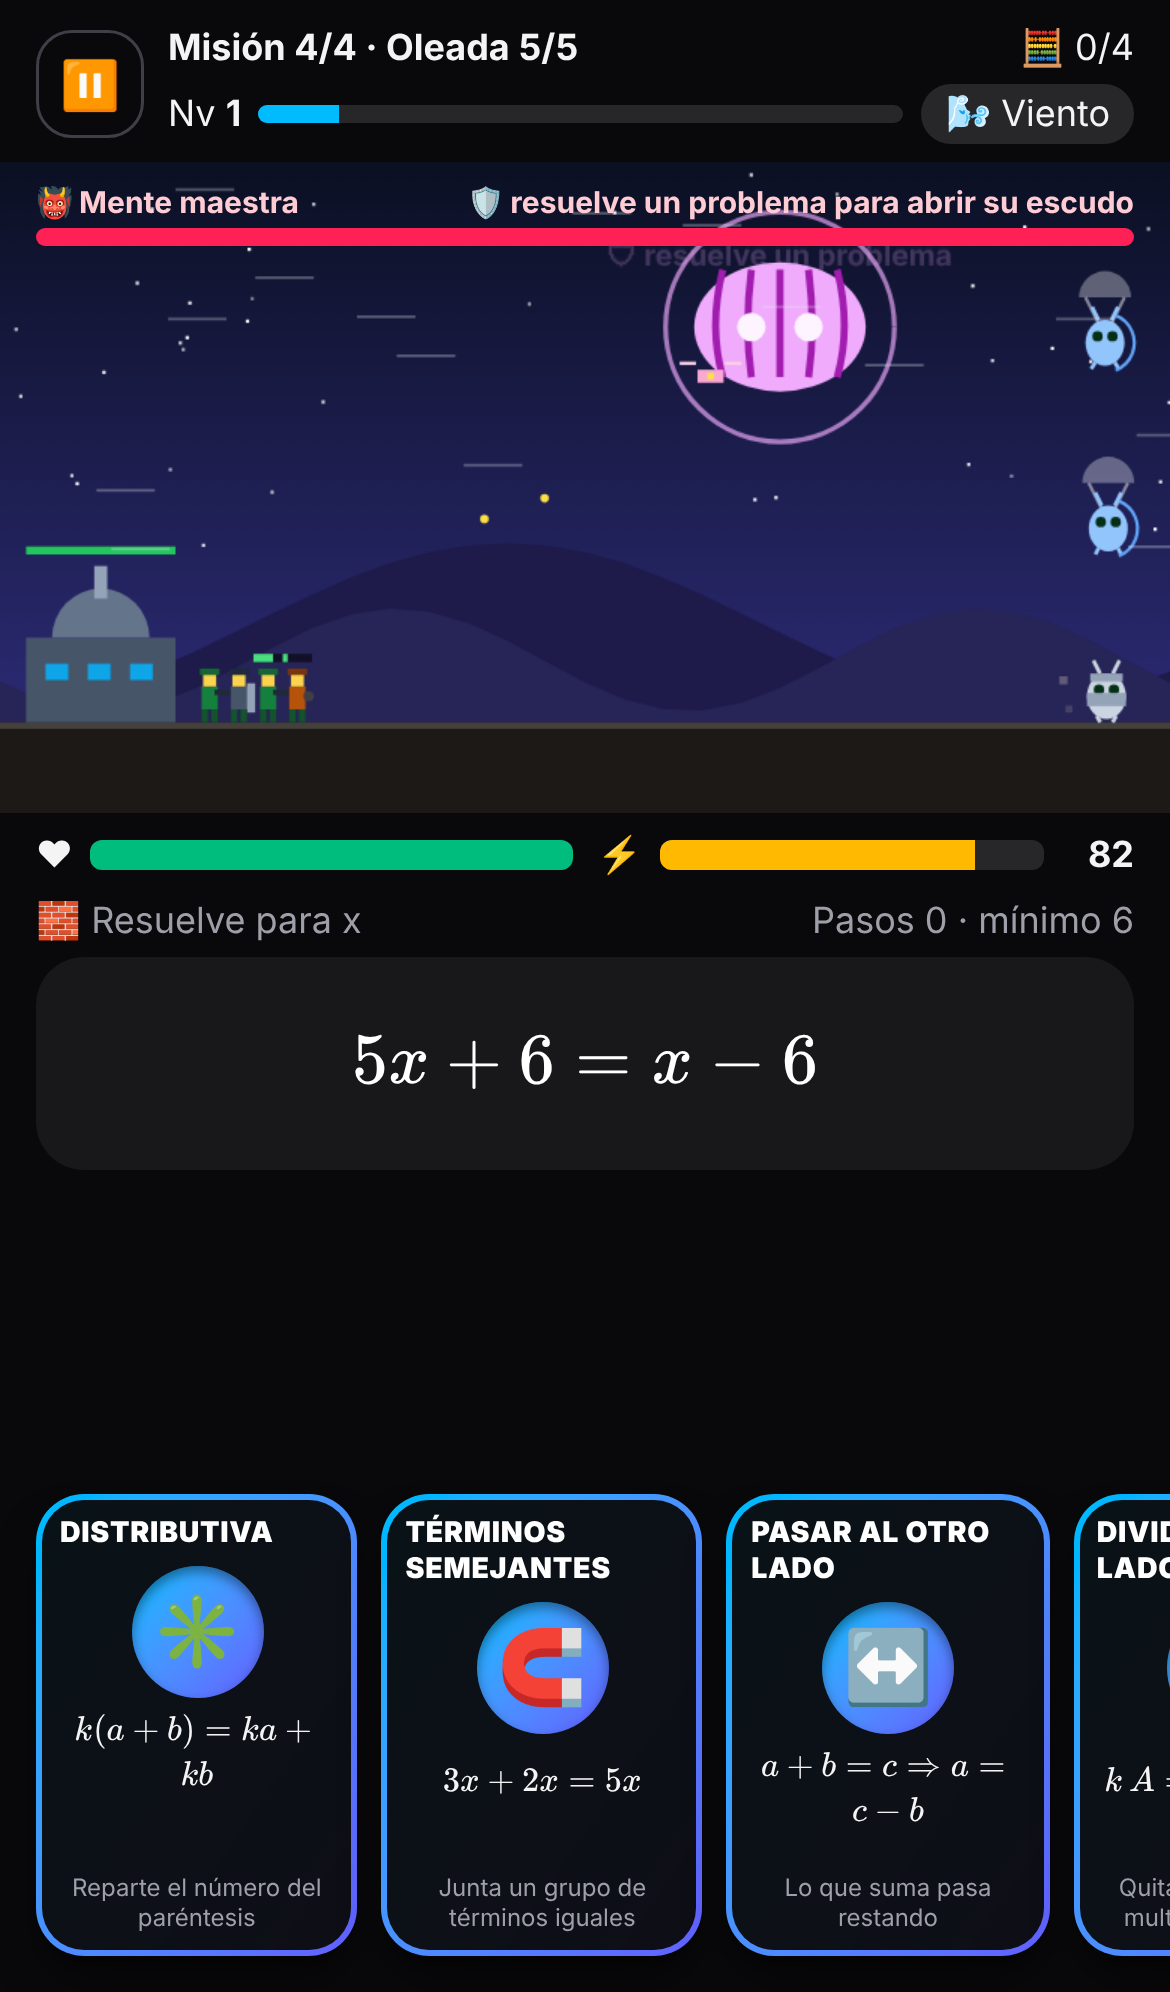 Misión 4/4 · Oleada 5/5
🧮 0/4
Nv 1
🌬️ Viento
👹 Mente maestra
🛡️ resuelve un problema para abrir su escudo
🛡 resuelve un problema
82
🧱 Resuelve para x
Pasos 0 · mínimo 6
5x + 6 = x − 6
DISTRIBUTIVA
k(a + b) = ka +
kb
Reparte el número del
paréntesis
TÉRMINOS
SEMEJANTES
3x + 2x = 5x
Junta un grupo de
términos iguales
PASAR AL OTRO
LADO
a + b = c ⇒ a =
c − b
Lo que suma pasa
restando